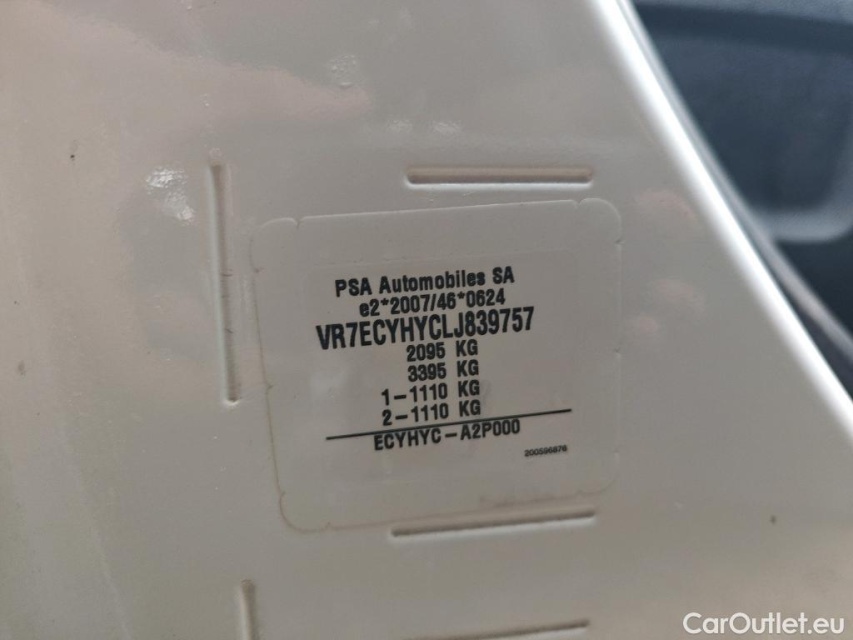 PSA Automobiles SA
e2*2007/46*0624
VR7ECYHYCLJ839757
2095 KG
3395 KG
1-1110 KG
2-1110 KG
ECYHYC-A2P000
200596876
CarOutlet.eu